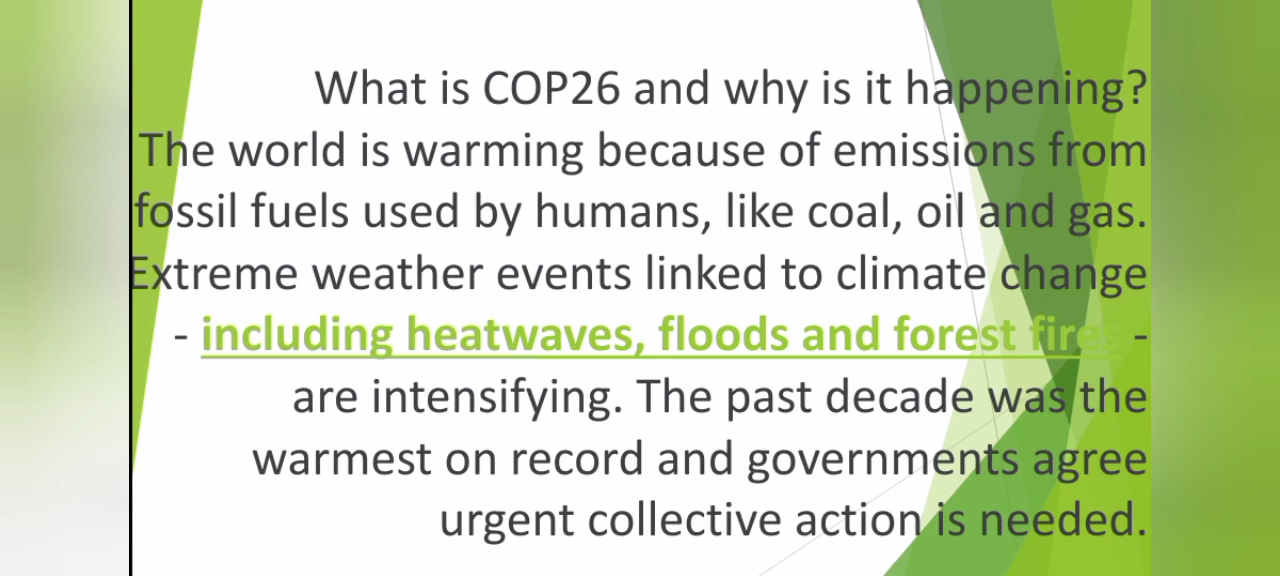 What is COP26 and why is it happening?
The world is warming because of emissions from
fossil fuels used by humans, like coal, oil and gas.
Extreme weather events linked to climate change
- including heatwaves, floods and forest fires -
are intensifying. The past decade was the
warmest on record and governments agree
urgent collective action is needed.